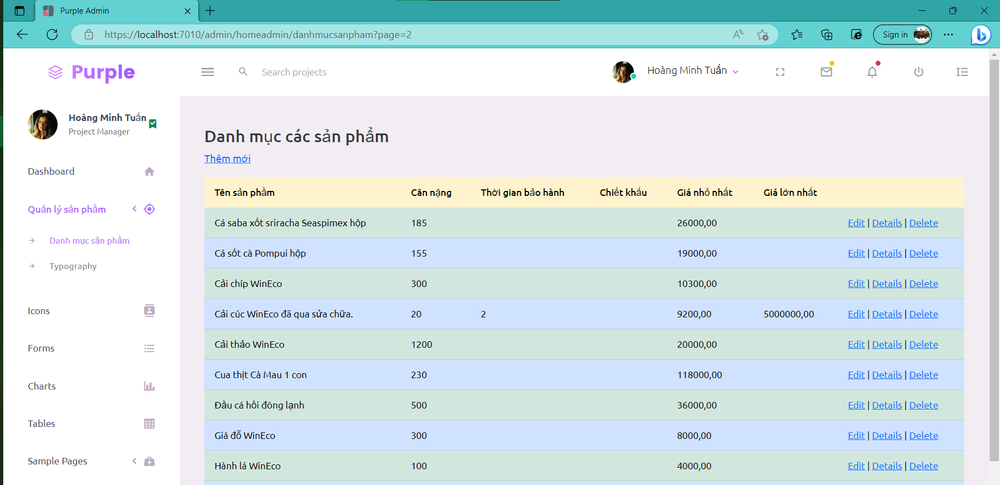 Purple Admin
https://localhost:7010/admin/homeadmin/danhmucsanpham?page=2
Sign in
Purple
Search projects
Hoàng Minh Tuấn
Hoàng Minh Tuấn
Project Manager
Dashboard
Quản lý sản phầm
Danh mục sản phầm
Typography
Icons
Forms
Charts
Tables
Sample Pages
Danh mục các sản phẩm
Thêm mới
Tên sản phầm Cân nặng Thời gian bảo hành Chiết khấu Giá nhỏ nhất Giá lớn nhất
Cá saba xốt sriracha Seaspimex hộp 185 26000,00 Edit | Details | Delete
Cá sốt cà Pompui hộp 155 19000,00 Edit | Details | Delete
Cải chíp WinEco 300 10300,00 Edit | Details | Delete
Cải cúc WinEco đã qua sửa chữa. 20 2 9200,00 5000000,00 Edit | Details | Delete
Cải thảo WinEco 1200 20000,00 Edit | Details | Delete
Cua thịt Cà Mau 1 con 230 118000,00 Edit | Details | Delete
Đầu cá hồi đông lạnh 500 36000,00 Edit | Details | Delete
Giá đỗ WinEco 300 8000,00 Edit | Details | Delete
Hành lá WinEco 100 4000,00 Edit | Details | Delete